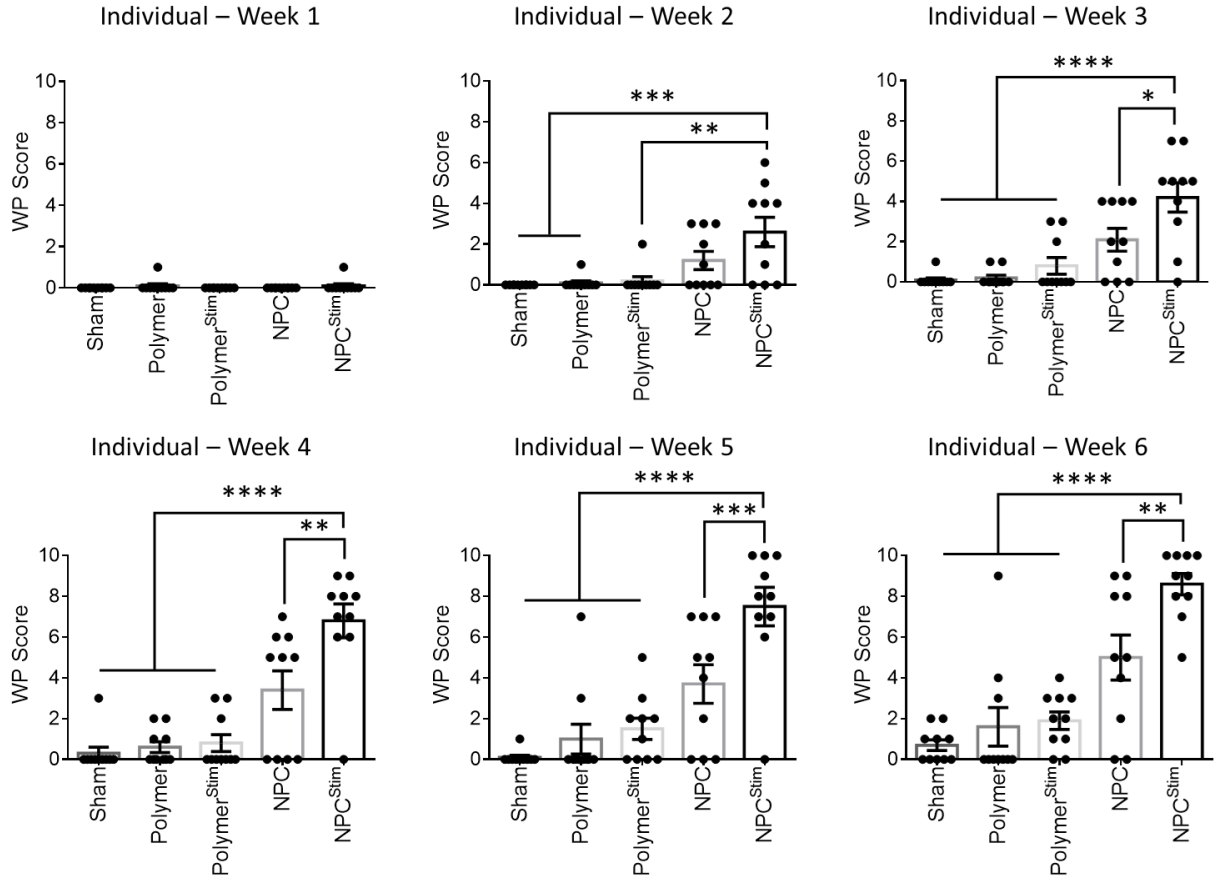 Individual – Week 1
WP Score
10
8
6
4
2
0
Sham
Polymer
Polymer^Stim
NPC
NPC^Stim
Individual – Week 2
WP Score
10
8
6
4
2
0
***
**
Sham
Polymer
Polymer^Stim
NPC
NPC^Stim
Individual – Week 3
WP Score
10
8
6
4
2
0
****
*
Sham
Polymer
Polymer^Stim
NPC
NPC^Stim
Individual – Week 4
WP Score
10
8
6
4
2
0
****
**
Sham
Polymer
Polymer^Stim
NPC
NPC^Stim
Individual – Week 5
WP Score
10
8
6
4
2
0
****
***
Sham
Polymer
Polymer^Stim
NPC
NPC^Stim
Individual – Week 6
WP Score
10
8
6
4
2
0
****
**
Sham
Polymer
Polymer^Stim
NPC
NPC^Stim